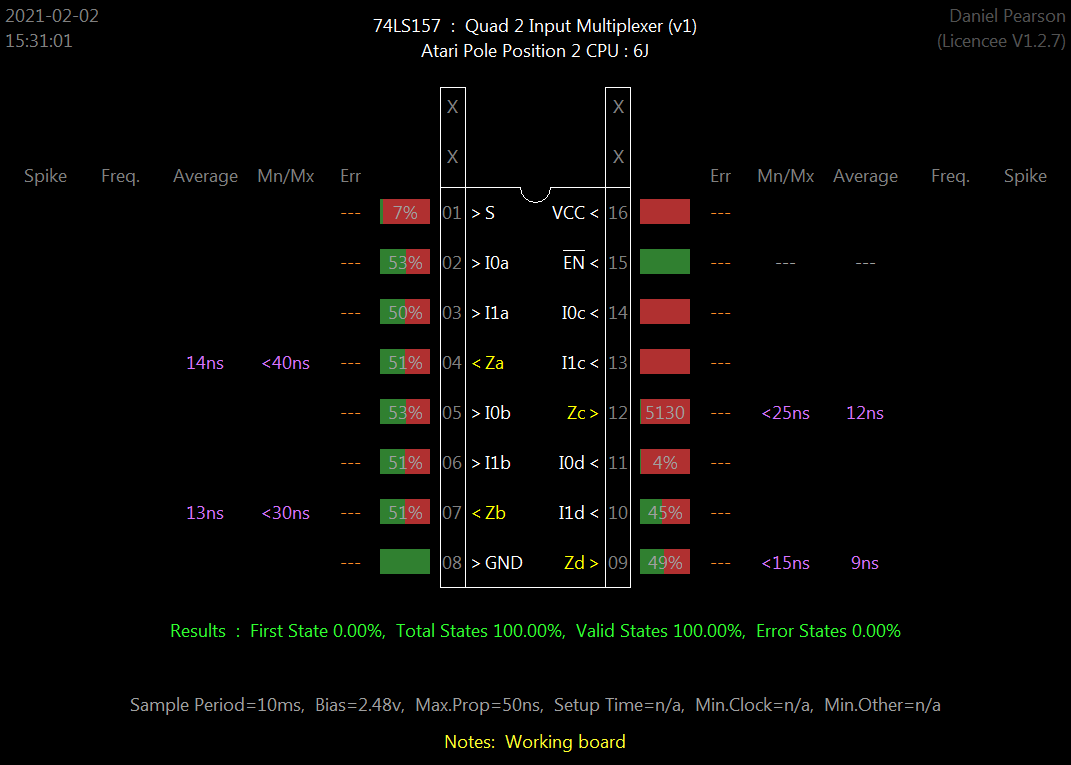 2021-02-02 74LS157 : Quad 2 Input Multiplexer (v1) Daniel Pearson
15:31:01 Atari Pole Position 2 CPU : 6J (Licencee V1.2.7)
X X
X X
Spike Freq. Average Mn/Mx Err Err Mn/Mx Average Freq. Spike
--- 7% 01 > S VCC < 16 ---
--- 53% 02 > I0a EN < 15 --- --- ---
--- 50% 03 > I1a I0c < 14 ---
14ns <40ns --- 51% 04 < Za I1c < 13 ---
--- 53% 05 > I0b Zc > 12 5130 --- <25ns 12ns
--- 51% 06 > I1b I0d < 11 4% ---
13ns <30ns --- 51% 07 < Zb I1d < 10 45% ---
--- 08 > GND Zd > 09 49% --- <15ns 9ns
Results : First State 0.00%, Total States 100.00%, Valid States 100.00%, Error States 0.00%
Sample Period=10ms, Bias=2.48v, Max.Prop=50ns, Setup Time=n/a, Min.Clock=n/a, Min.Other=n/a
Notes: Working board